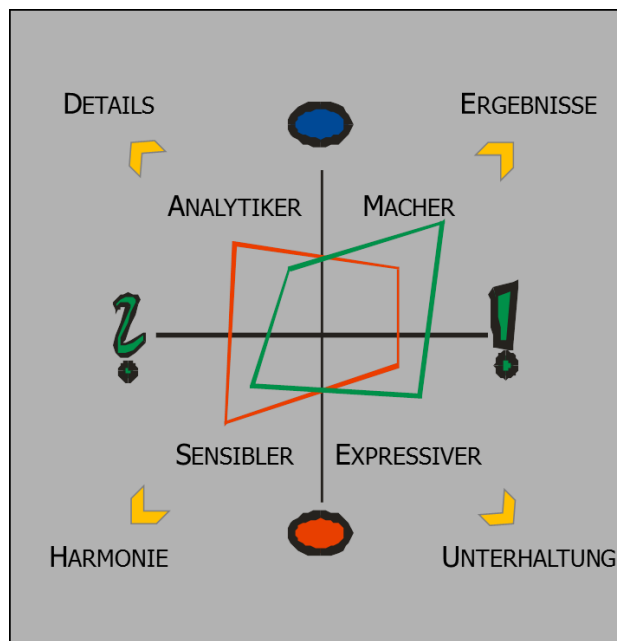 DETAILS
ERGEBNISSE
ANALYTIKER
MACHER
?
!
SENSIBLER
EXPRESSIVER
HARMONIE
UNTERHALTUNG